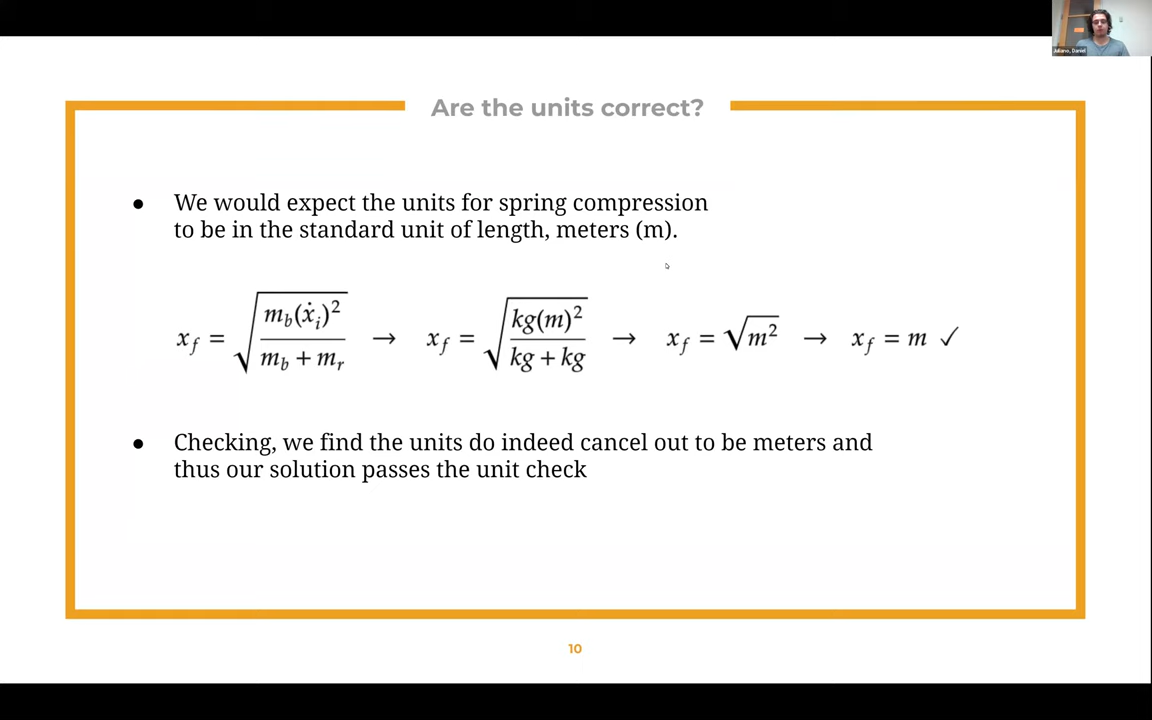 Juliano, Daniel
Are the units correct?
● We would expect the units for spring compression
to be in the standard unit of length, meters (m).
x_f = √(m_b(ẋ_i)² / (m_b + m_r)) → x_f = √(kg(m)² / (kg + kg)) → x_f = √m² → x_f = m ✓
● Checking, we find the units do indeed cancel out to be meters and
thus our solution passes the unit check
10